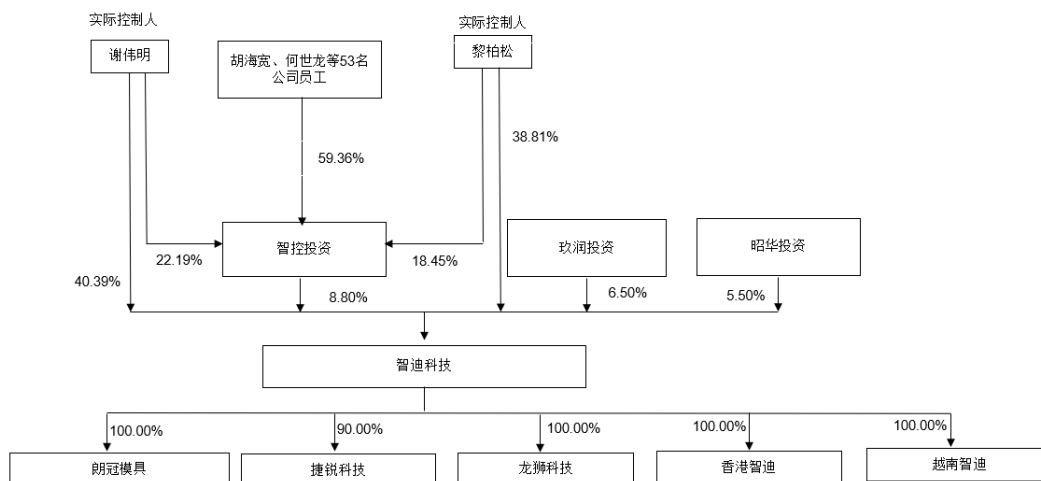 实际控制人
实际控制人
谢伟明
胡海宽、何世龙等53名
公司员工
黎柏松
38.81%
59.36%
智控投资
玖润投资
昭华投资
22.19%
18.45%
40.39%
8.80%
6.50%
5.50%
智迪科技
100.00%
90.00%
100.00%
100.00%
100.00%
朗冠模具
捷锐科技
龙狮科技
香港智迪
越南智迪